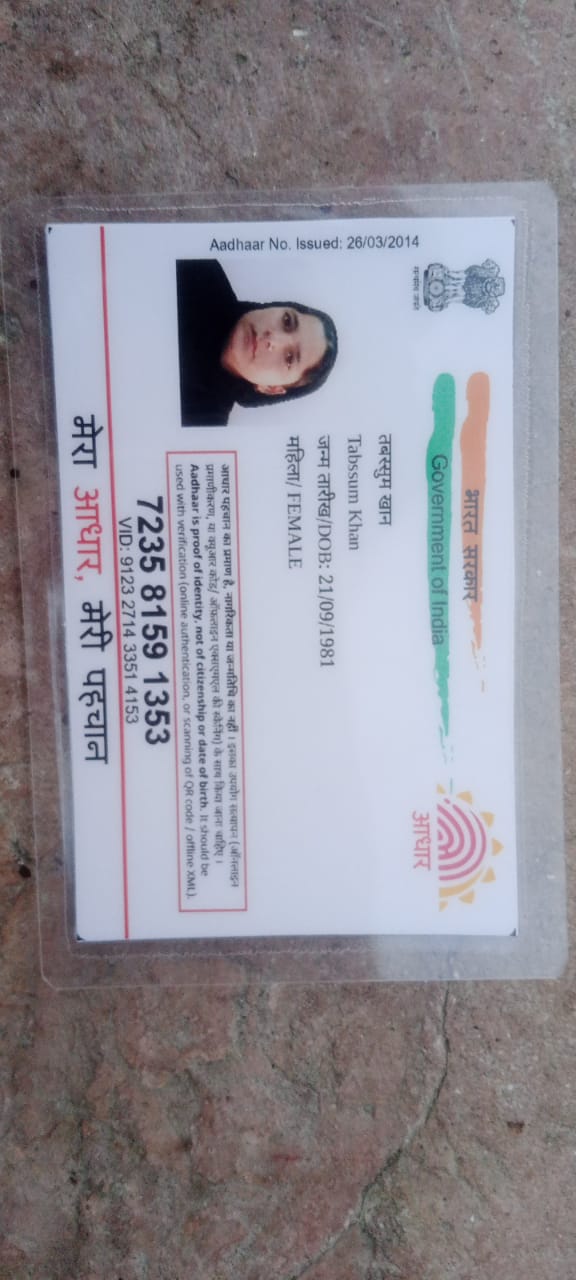 भारत सरकार
Government of India
आधार
Aadhaar No. Issued: 26/03/2014
तबस्सुम खान
Tabssum Khan
जन्म तारीख/DOB: 21/09/1981
महिला/ FEMALE
आधार पहचान का प्रमाण है, नागरिकता या जन्मतिथि का नहीं। इसका उपयोग सत्यापन (ऑनलाइन
प्रमाणीकरण, या क्यूआर कोड/ ऑफलाइन एक्सएमएल की स्कैनिंग) के साथ किया जाना चाहिए।
Aadhaar is proof of identity, not of citizenship or date of birth. It should be
used with verification (online authentication, or scanning of QR code / offline XML).
7235 8159 1353
VID: 9123 2714 3351 4153
मेरा आधार, मेरी पहचान